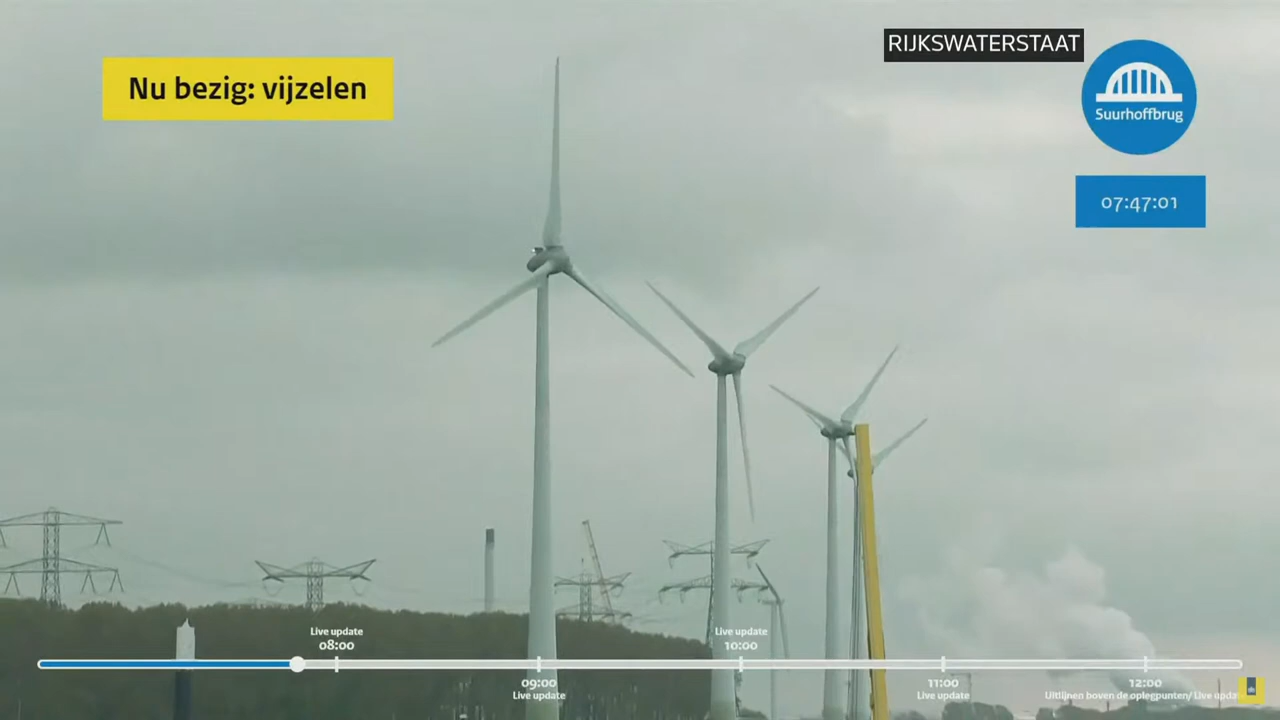 RIJKSWATERSTAAT
Nu bezig: vijzelen
Suurhoffbrug
07:47:01
Live update
08:00
Live update
10:00
09:00
Live update
11:00
Live update
12:00
Uitlijnen boven de oplegpunten/ Live update